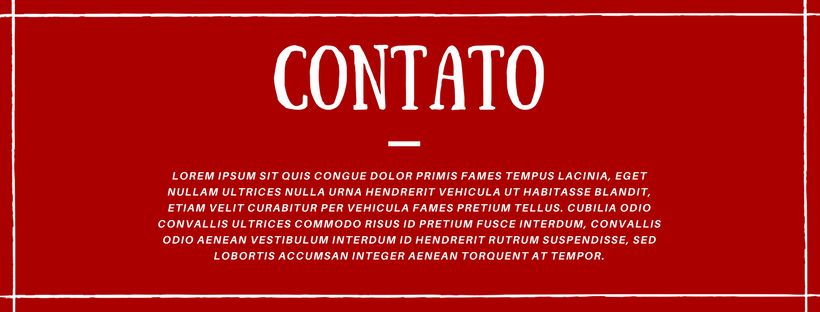 CONTATO
LOREM IPSUM SIT QUIS CONGUE DOLOR PRIMIS FAMES TEMPUS LACINIA, EGET
NULLAM ULTRICES NULLA URNA HENDRERIT VEHICULA UT HABITASSE BLANDIT,
ETIAM VELIT CURABITUR PER VEHICULA FAMES PRETIUM TELLUS. CUBILIA ODIO
CONVALLIS ULTRICES COMMODO RISUS ID PRETIUM FUSCE INTERDUM, CONVALLIS
ODIO AENEAN VESTIBULUM INTERDUM ID HENDRERIT RUTRUM SUSPENDISSE, SED
LOBORTIS ACCUMSAN INTEGER AENEAN TORQUENT AT TEMPOR.